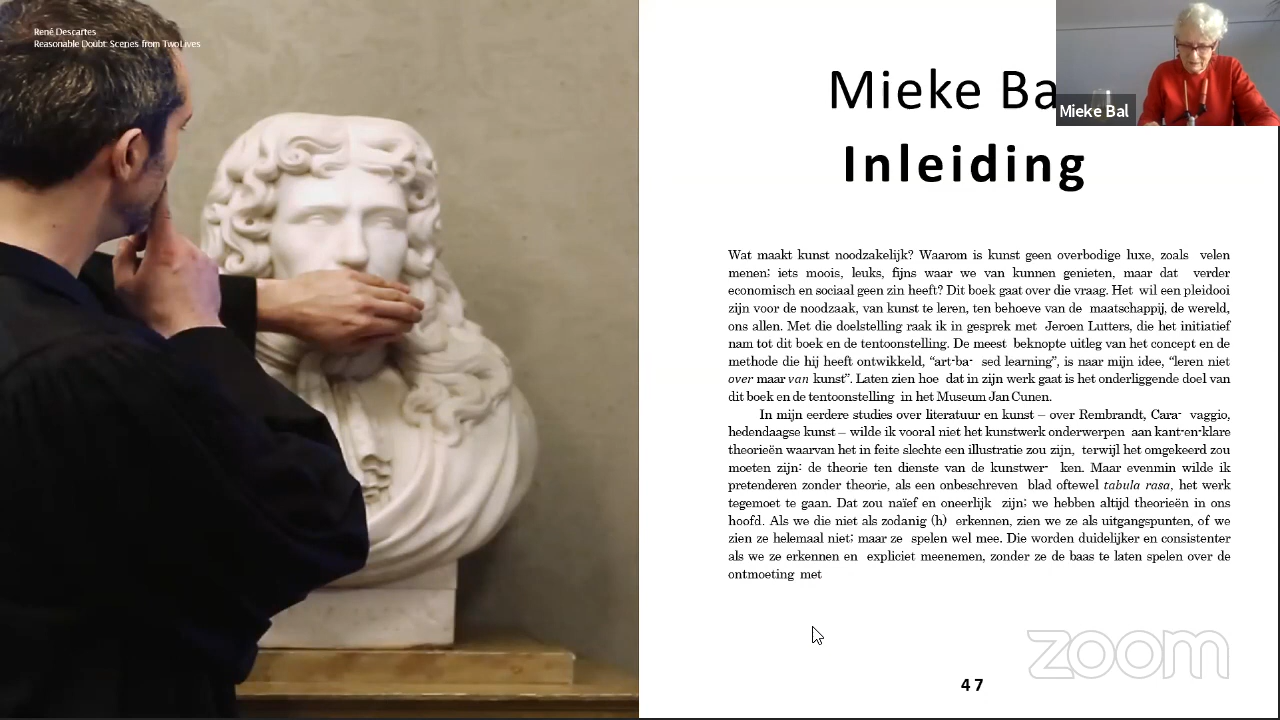 René Descartes
Reasonable Doubt: Scenes from Two Lives
Mieke Ba
Mieke Bal
Inleiding
Wat maakt kunst noodzakelijk? Waarom is kunst geen overbodige luxe, zoals velen
menen: iets moois, leuks, fijns waar we van kunnen genieten, maar dat verder
economisch en sociaal geen zin heeft? Dit boek gaat over die vraag. Het wil een pleidooi
zijn voor de noodzaak, van kunst te leren, ten behoeve van de maatschappij, de wereld,
ons allen. Met die doelstelling raak ik in gesprek met Jeroen Lutters, die het initiatief
nam tot dit boek en de tentoonstelling. De meest beknopte uitleg van het concept en de
methode die hij heeft ontwikkeld, “art-ba- sed learning”, is naar mijn idee, “leren niet
over maar van kunst”. Laten zien hoe dat in zijn werk gaat is het onderliggende doel van
dit boek en de tentoonstelling in het Museum Jan Cunen.
In mijn eerdere studies over literatuur en kunst – over Rembrandt, Cara- vaggio,
hedendaagse kunst – wilde ik vooral niet het kunstwerk onderwerpen aan kant-en-klare
theorieën waarvan het in feite slechte een illustratie zou zijn, terwijl het omgekeerd zou
moeten zijn: de theorie ten dienste van de kunstwer- ken. Maar evenmin wilde ik
pretenderen zonder theorie, als een onbeschreven blad oftewel tabula rasa, het werk
tegemoet te gaan. Dat zou naïef en oneerlijk zijn; we hebben altijd theorieën in ons
hoofd. Als we die niet als zodanig (h) erkennen, zien we ze als uitgangspunten, of we
zien ze helemaal niet; maar ze spelen wel mee. Die worden duidelijker en consistenter
als we ze erkennen en expliciet meenemen, zonder ze de baas te laten spelen over de
ontmoeting met
zoom
47